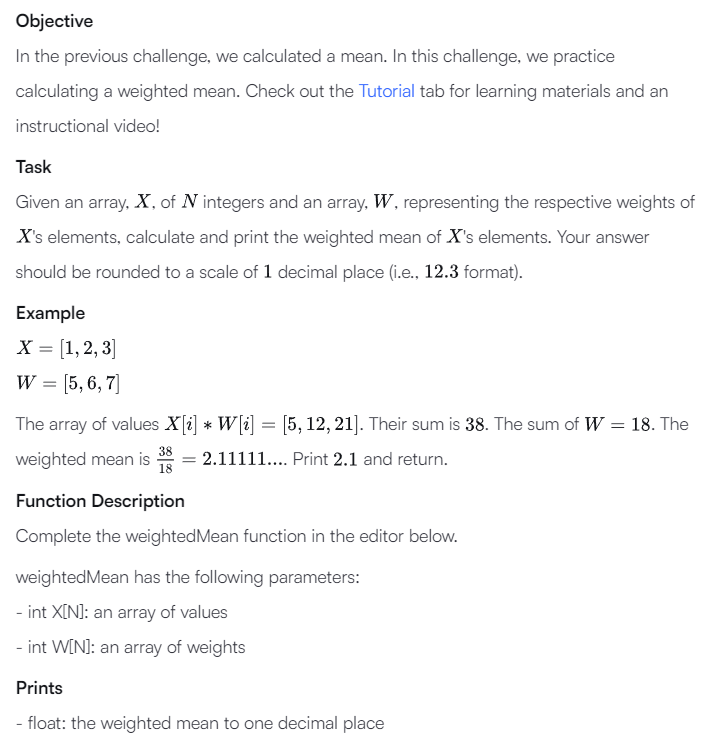 Objective
In the previous challenge, we calculated a mean. In this challenge, we practice
calculating a weighted mean. Check out the Tutorial tab for learning materials and an
instructional video!
Task
Given an array, X, of N integers and an array, W, representing the respective weights of
X's elements, calculate and print the weighted mean of X's elements. Your answer
should be rounded to a scale of 1 decimal place (i.e., 12.3 format).
Example
X = [1, 2, 3]
W = [5, 6, 7]
The array of values X[i] * W[i] = [5, 12, 21]. Their sum is 38. The sum of W = 18. The
weighted mean is 38/18 = 2.11111.... Print 2.1 and return.
Function Description
Complete the weightedMean function in the editor below.
weightedMean has the following parameters:
- int X[N]: an array of values
- int W[N]: an array of weights
Prints
- float: the weighted mean to one decimal place